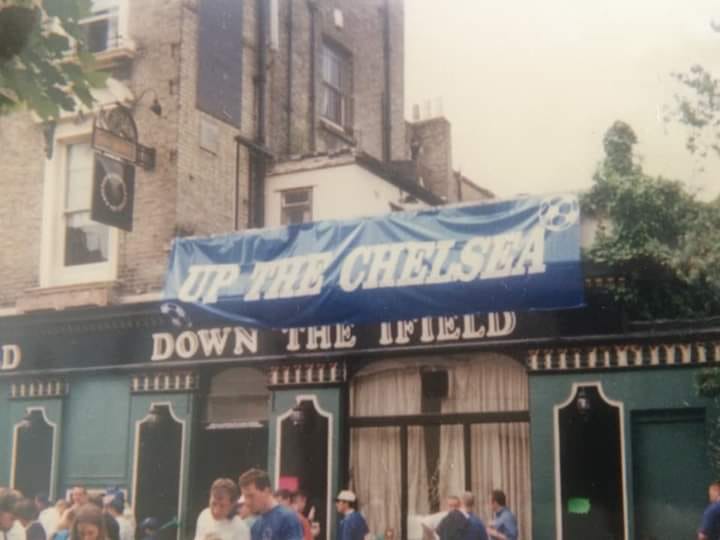 UP THE CHELSEA
D
DOWN THE IFIELD